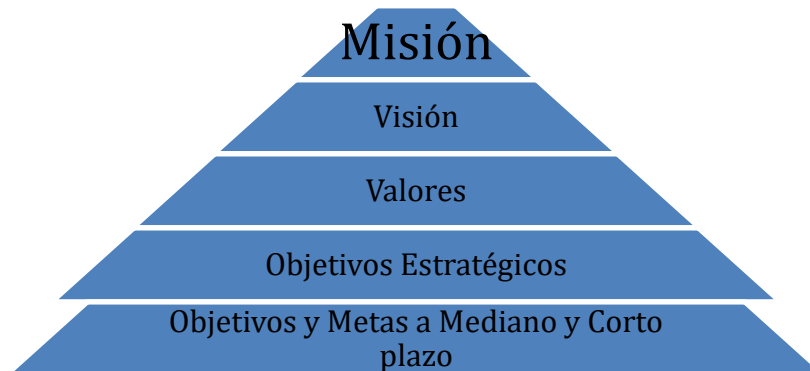 Misión
Visión
Valores
Objetivos Estratégicos
Objetivos y Metas a Mediano y Corto
plazo